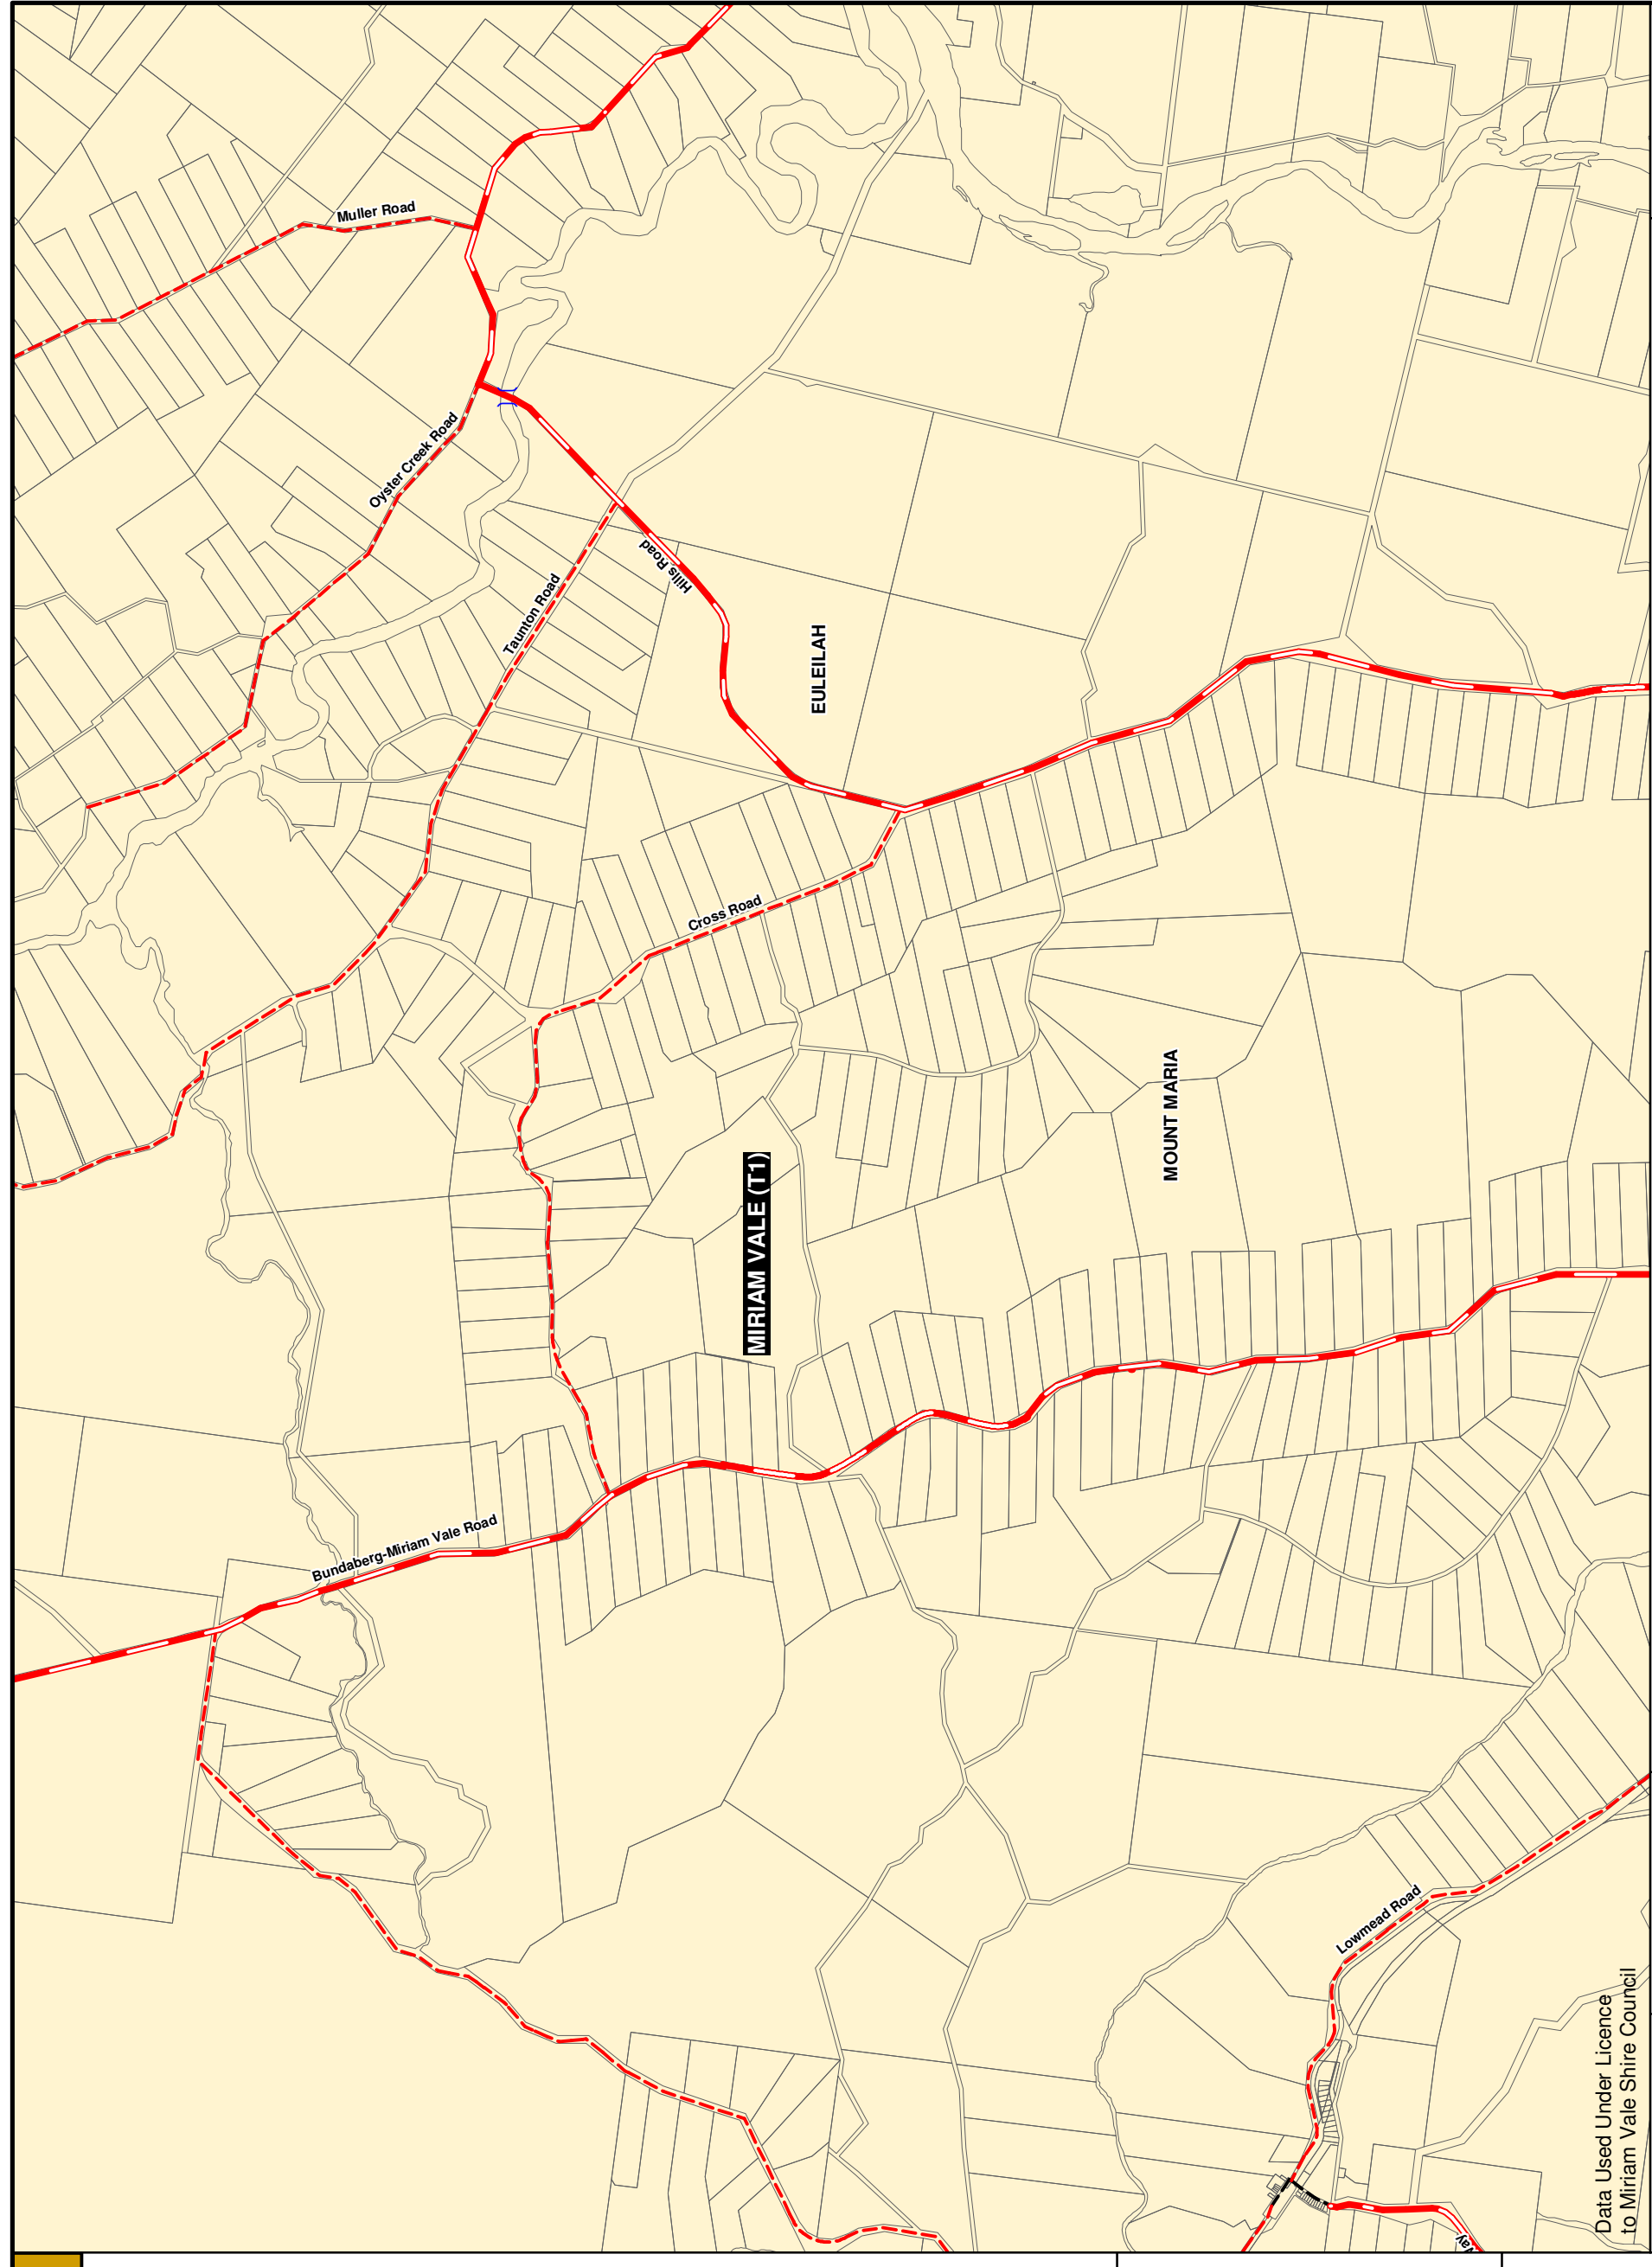 Muller Road
Oyster Creek Road
Hills Road
Taunton Road
EULEILAH
Cross Road
MOUNT MARIA
MIRIAM VALE (T1)
Bundaberg-Miriam Vale Road
Lowmead Road
Data Used Under Licence
to Miriam Vale Shire Council